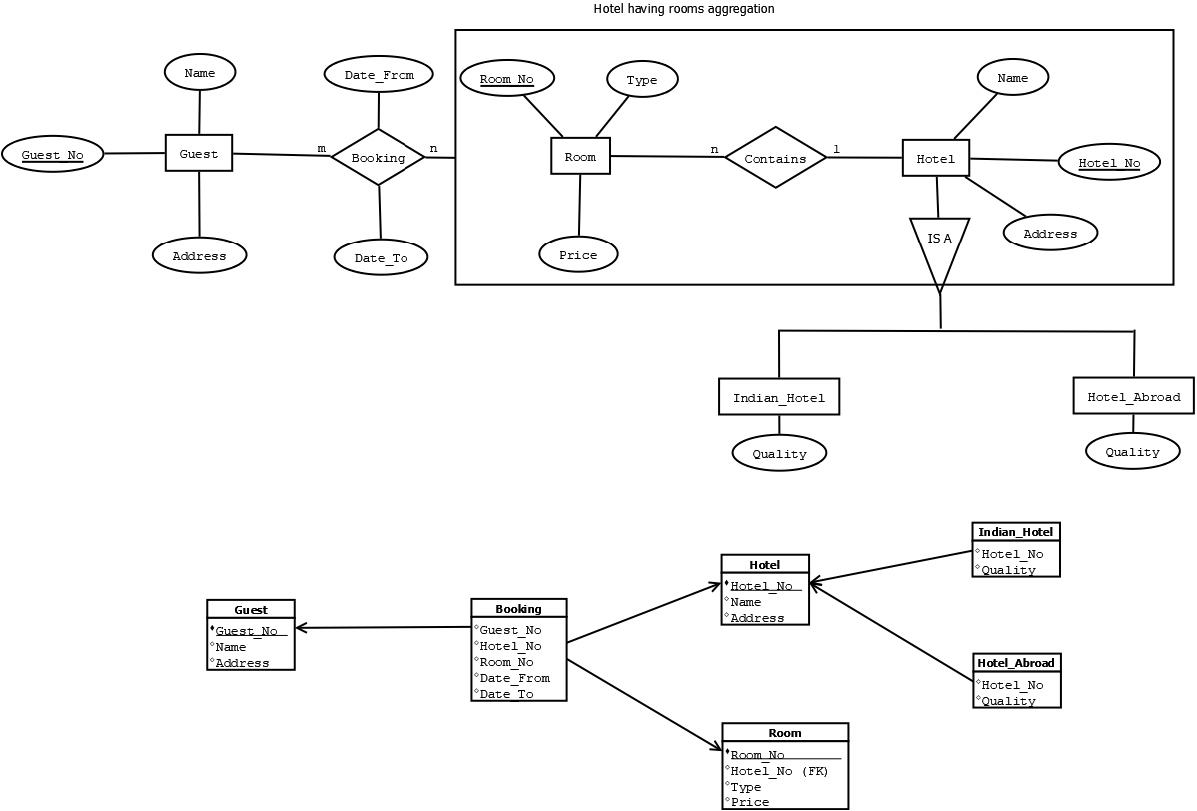 Hotel having rooms aggregation
Name
Date_From
Room_No
Type
Name
Guest_No
Guest
m
Booking
n
Room
n
Contains
1
Hotel
Hotel_No
Address
Date_To
Price
IS A
Address
Indian_Hotel
Hotel_Abroad
Quality
Quality
Guest
Guest_No
Name
Address
Booking
Guest_No
Hotel_No
Room_No
Date_From
Date_To
Hotel
Hotel_No
Name
Address
Indian_Hotel
Hotel_No
Quality
Hotel_Abroad
Hotel_No
Quality
Room
Room_No
Hotel_No (FK)
Type
Price